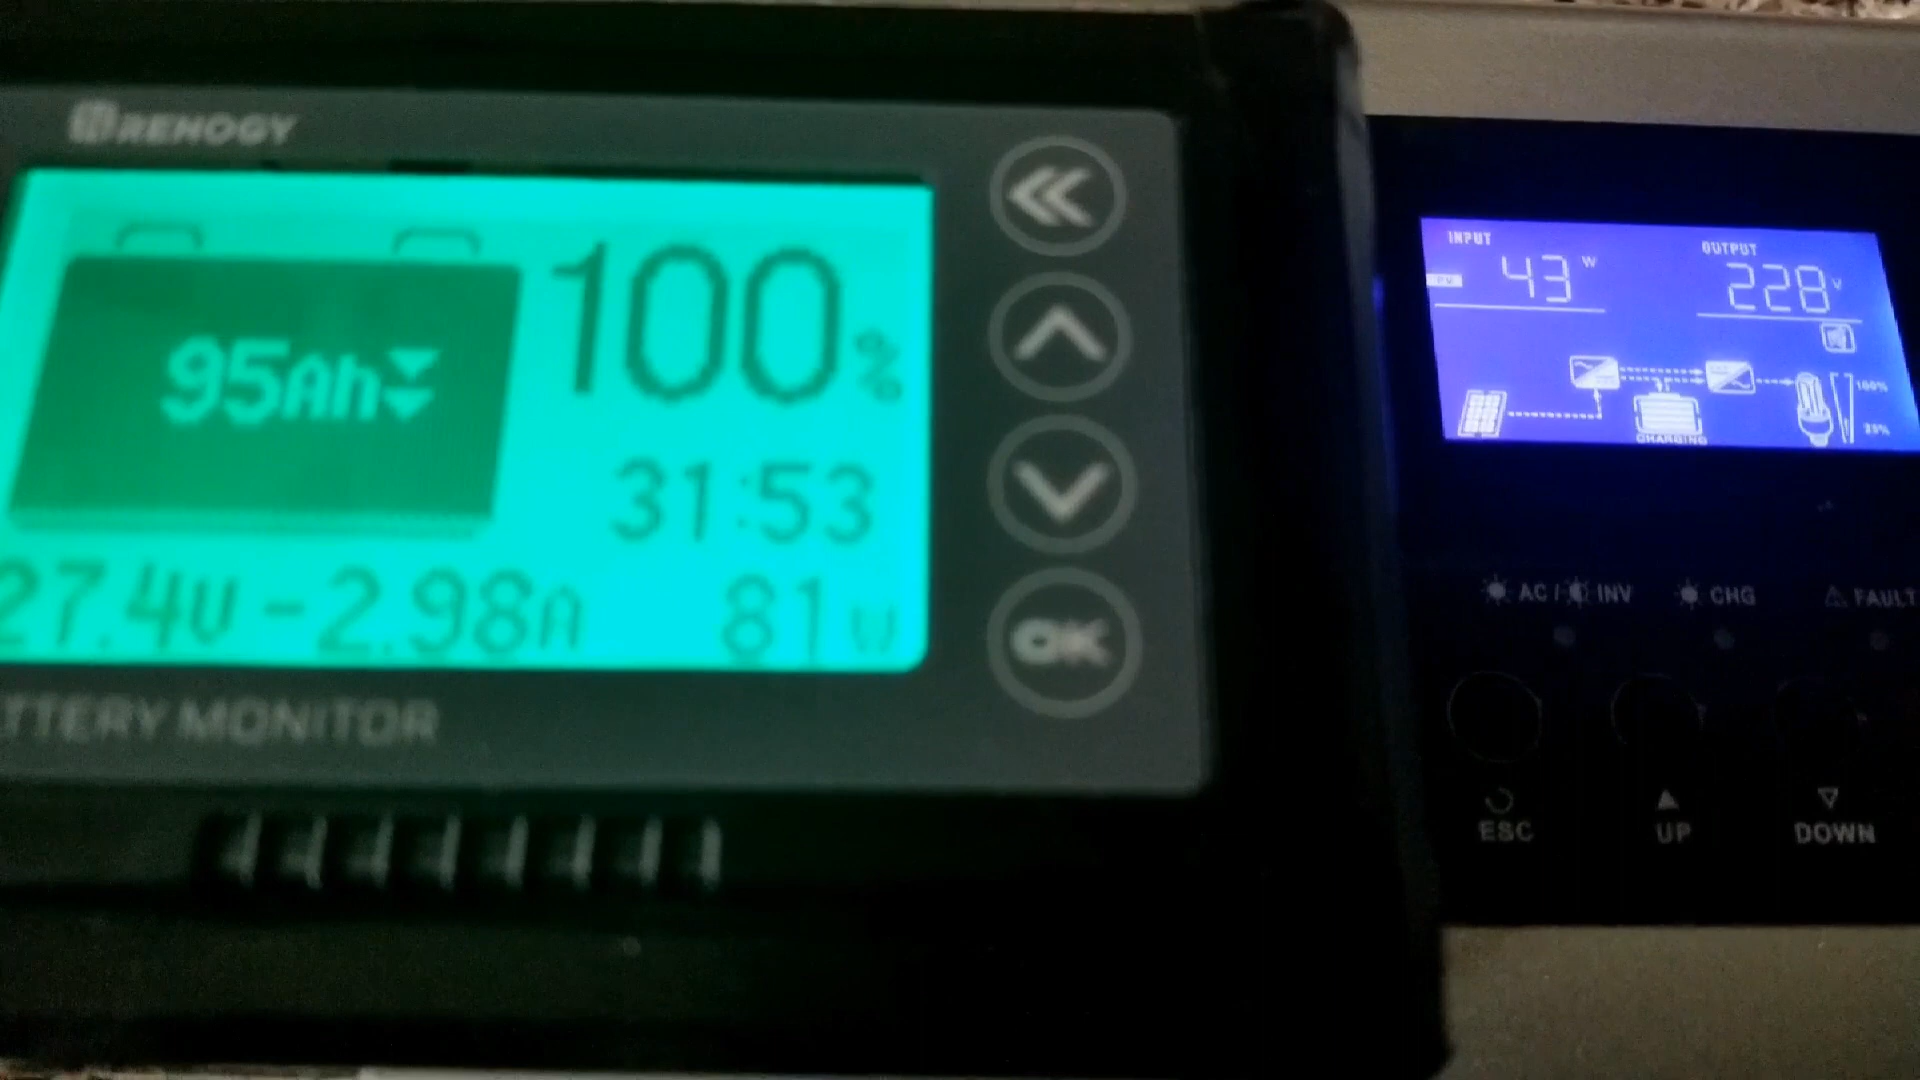 RENOGY
95Ah
100%
31:53
27.4V -2.98A 81W
TTERY MONITOR
OK
INPUT
PV 43 W
OUTPUT
228 V
100%
25%
CHARGING
AC / INV
CHG
FAULT
ESC
UP
DOWN